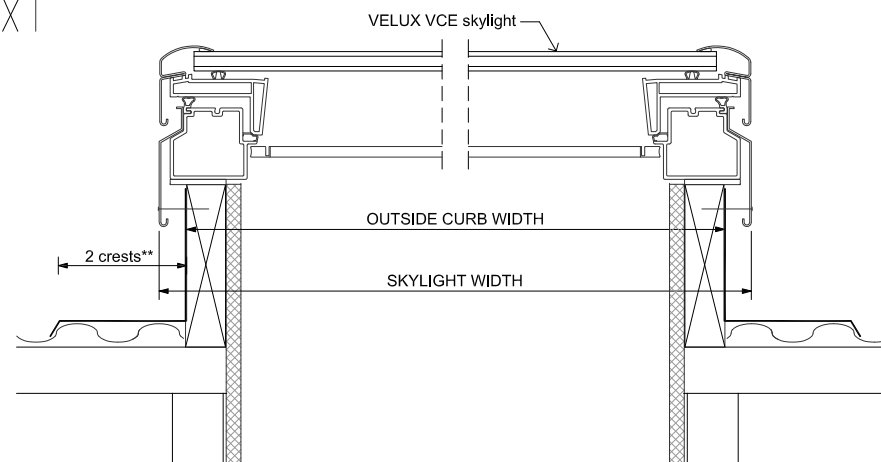 VELUX VCE skylight
OUTSIDE CURB WIDTH
2 crests**
SKYLIGHT WIDTH